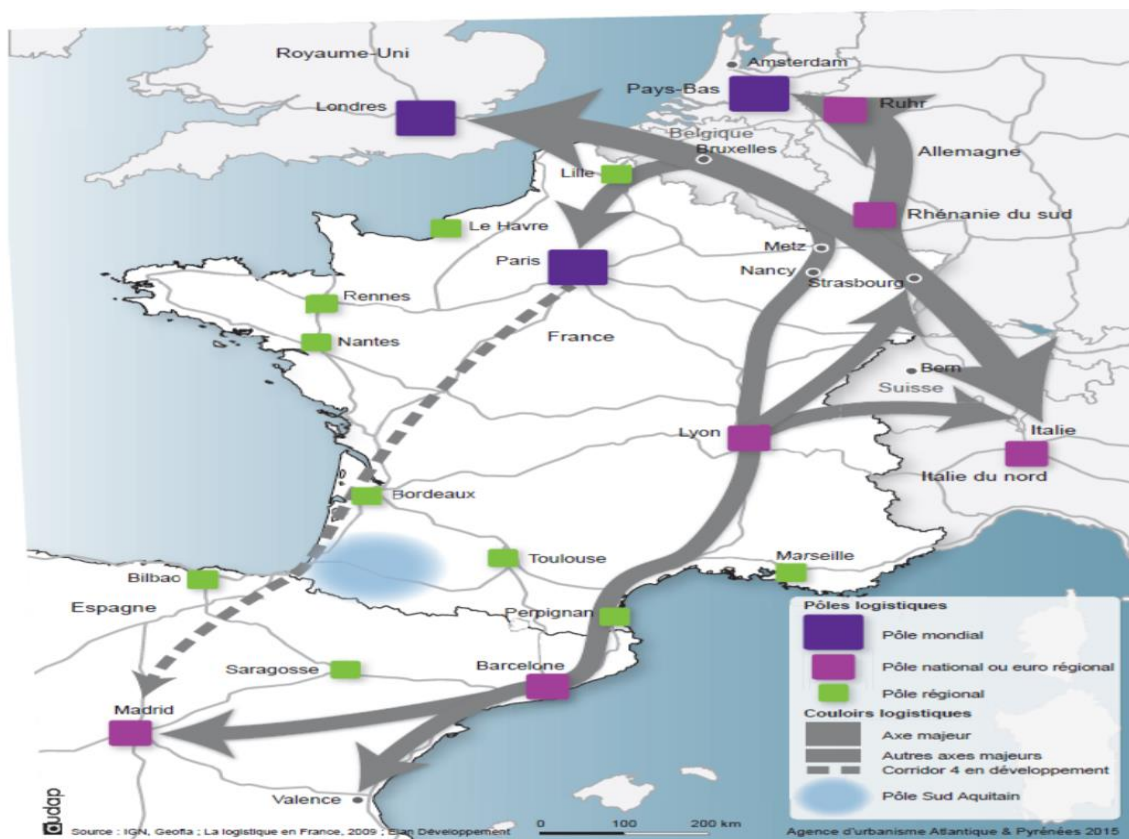 Royaume-Uni
Londres
Amsterdam
Pays-Bas
Ruhr
Belgique
Bruxelles
Allemagne
Lille
Rhénanie du sud
Le Havre
Metz
Paris
Nancy
Strasbourg
Rennes
Nantes
France
Bern
Suisse
Lyon
Italie
Italie du nord
Bordeaux
Toulouse
Marseille
Bilbao
Espagne
Perpignan
Saragosse
Barcelone
Madrid
Valence
Pôles logistiques
Pôle mondial
Pôle national ou euro régional
Pôle régional
Couloirs logistiques
Axe majeur
Autres axes majeurs
Corridor 4 en développement
Pôle Sud Aquitain
audap
Source : IGN, Geofla ; La logistique en France, 2009 ; Elan Développement
0 100 200 km
Agence d'urbanisme Atlantique & Pyrénées 2015